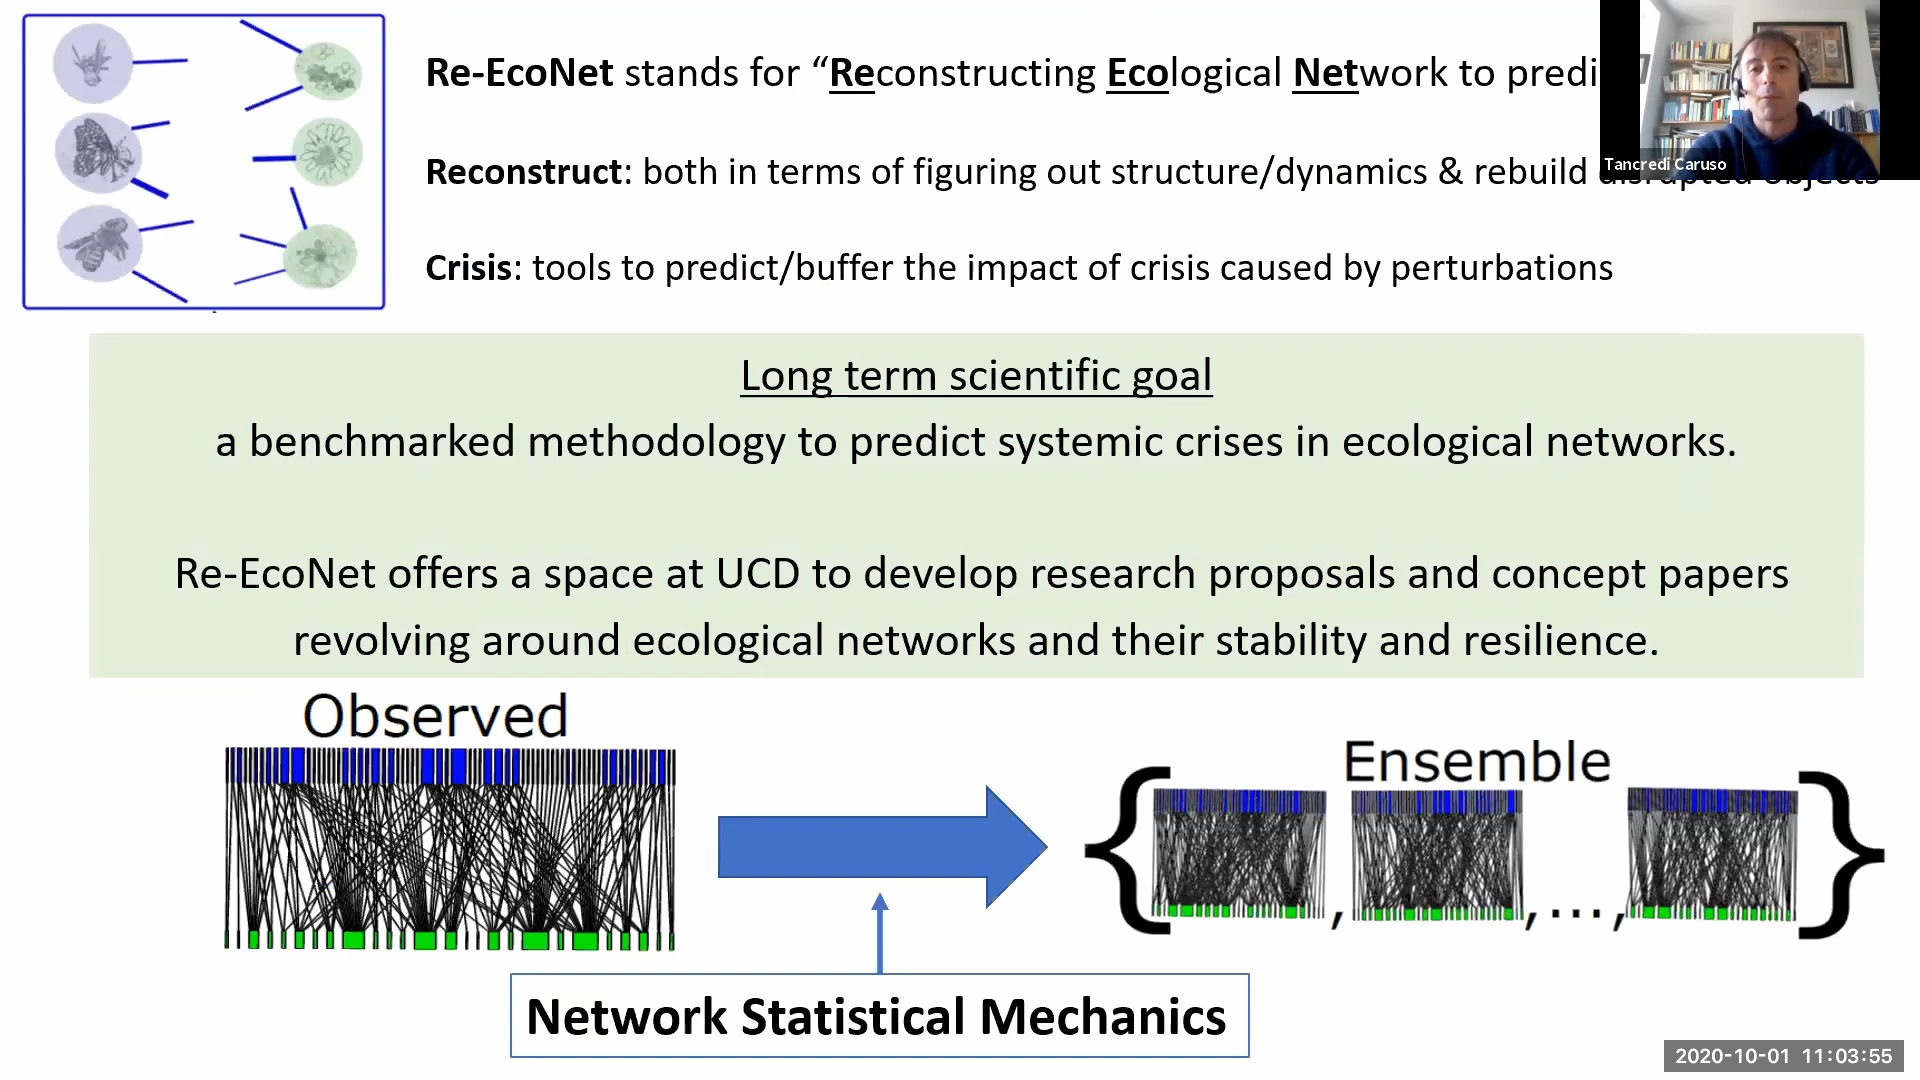 Re-EcoNet stands for “Reconstructing Ecological Network to predi
Tancredi Caruso
Reconstruct: both in terms of figuring out structure/dynamics & rebuild disrupted objects
Crisis: tools to predict/buffer the impact of crisis caused by perturbations
Long term scientific goal
a benchmarked methodology to predict systemic crises in ecological networks.
Re-EcoNet offers a space at UCD to develop research proposals and concept papers
revolving around ecological networks and their stability and resilience.
Observed
Ensemble
{ , , ..., }
Network Statistical Mechanics
2020-10-01 11:03:55